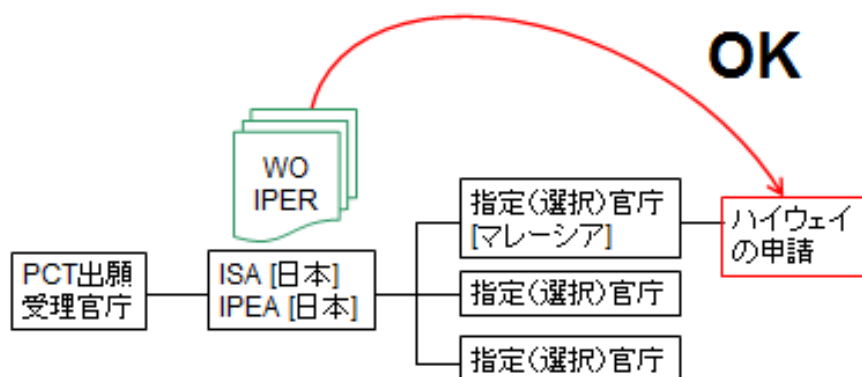 OK
WO
IPER
指定(選択)官庁
[マレーシア]
ハイウェイ
の申請
PCT出願
受理官庁
ISA [日本]
IPEA [日本]
指定(選択)官庁
指定(選択)官庁